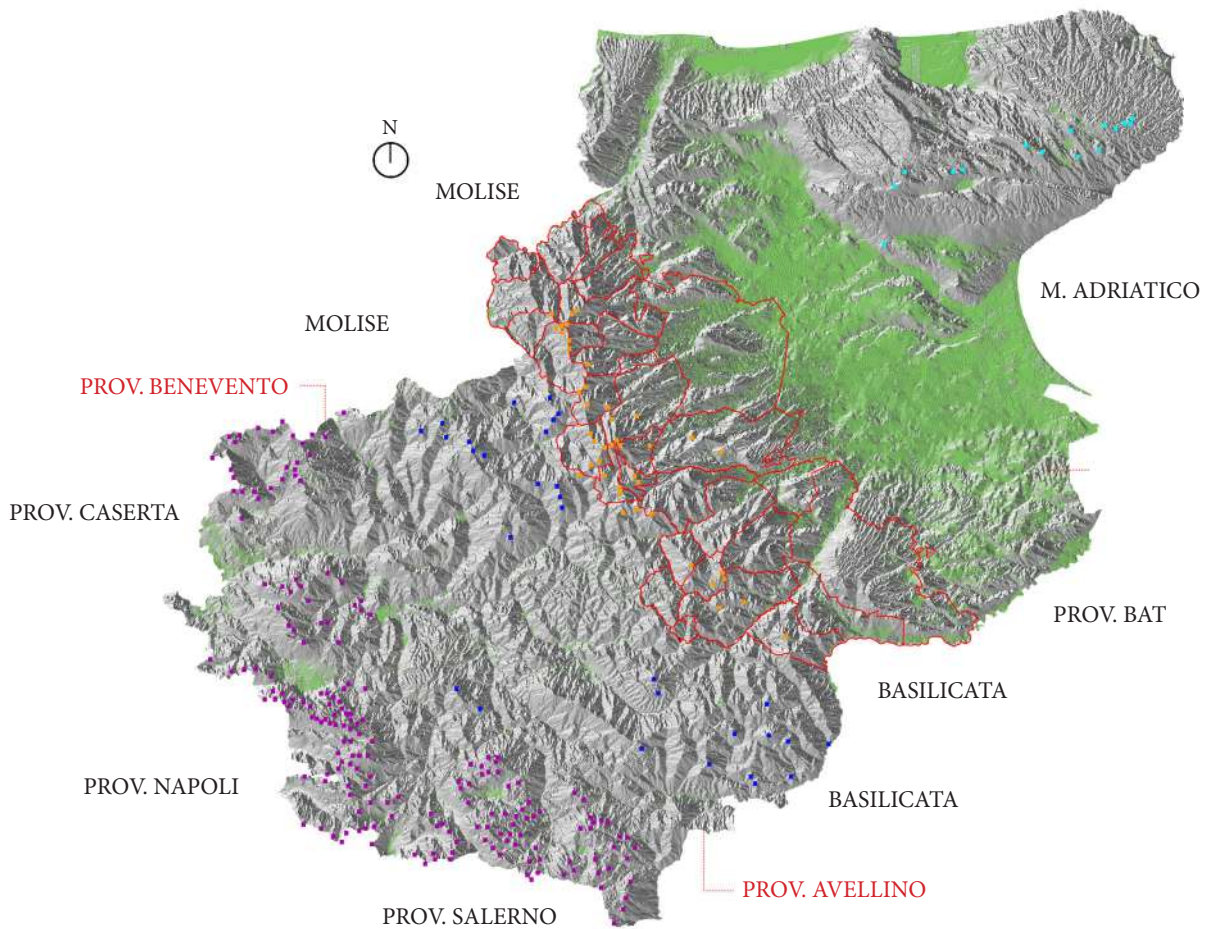 N
MOLISE
M. ADRIATICO
MOLISE
PROV. BENEVENTO
PROV. CASERTA
PROV. BAT
BASILICATA
PROV. NAPOLI
BASILICATA
PROV. AVELLINO
PROV. SALERNO